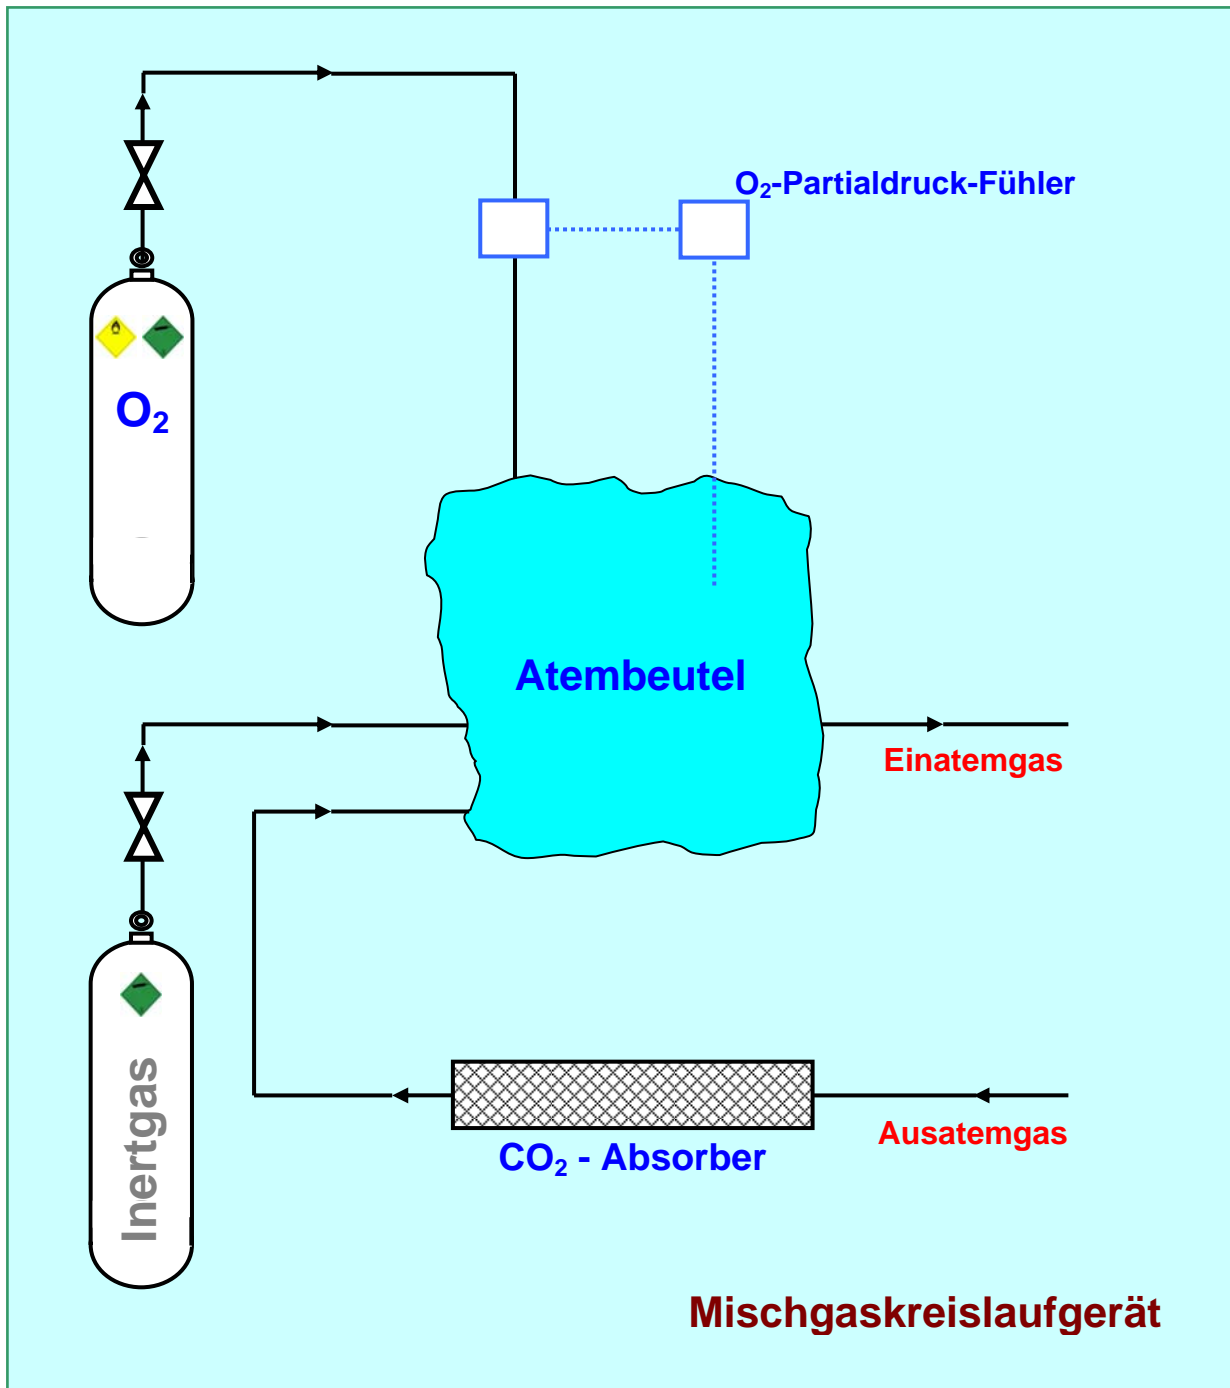 O₂-Partialdruck-Fühler
O₂
Atembeutel
Einatemgas
Inertgas
Ausatemgas
CO₂ - Absorber
Mischgaskreislaufgerät